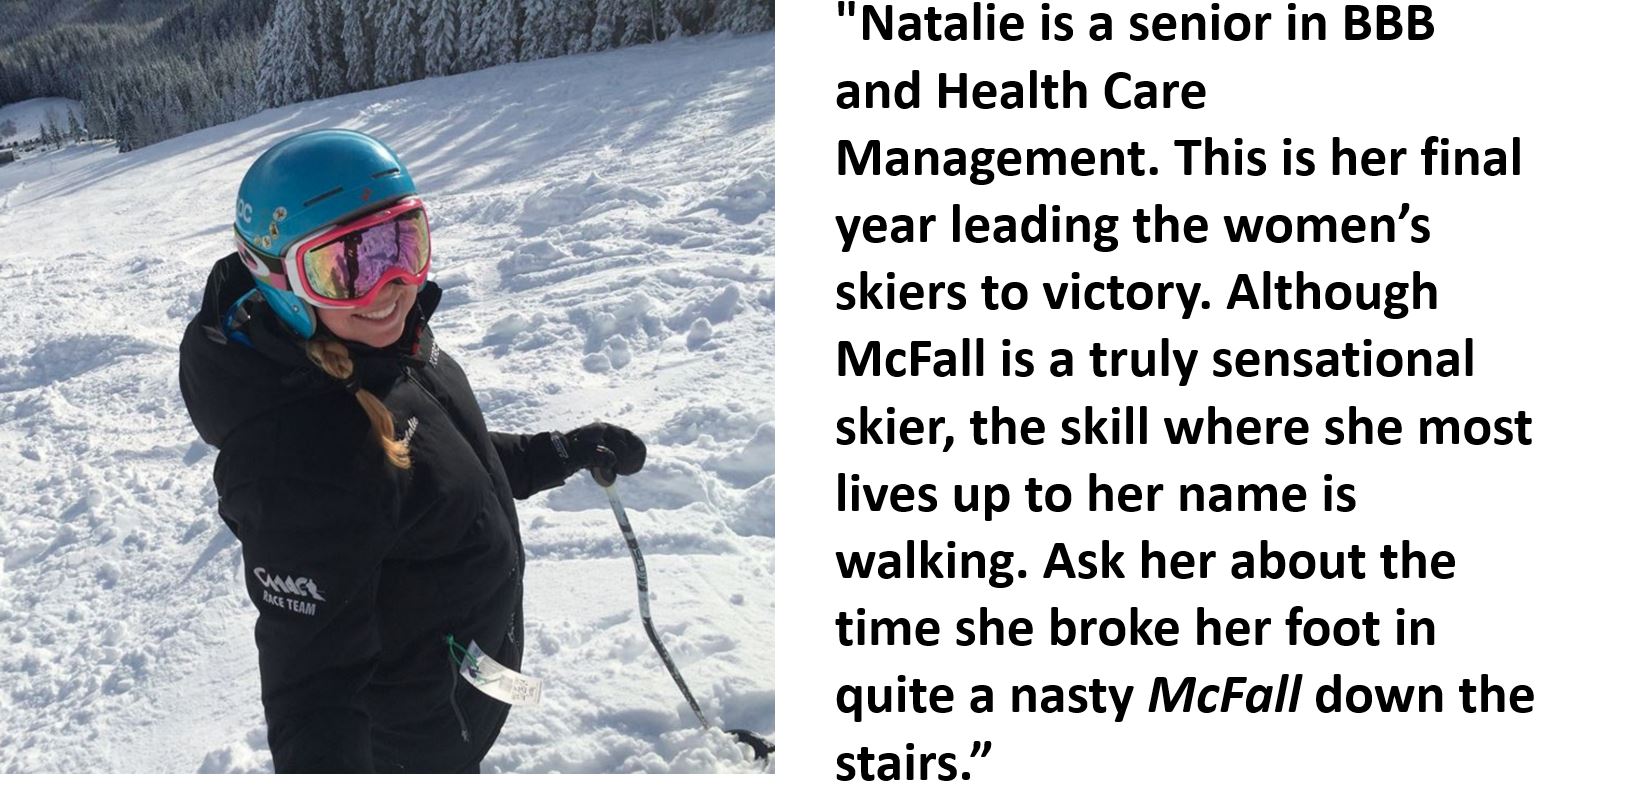 "Natalie is a senior in BBB
and Health Care
Management. This is her final
year leading the women’s
skiers to victory. Although
McFall is a truly sensational
skier, the skill where she most
lives up to her name is
walking. Ask her about the
time she broke her foot in
quite a nasty McFall down the
stairs.”
RACE TEAM